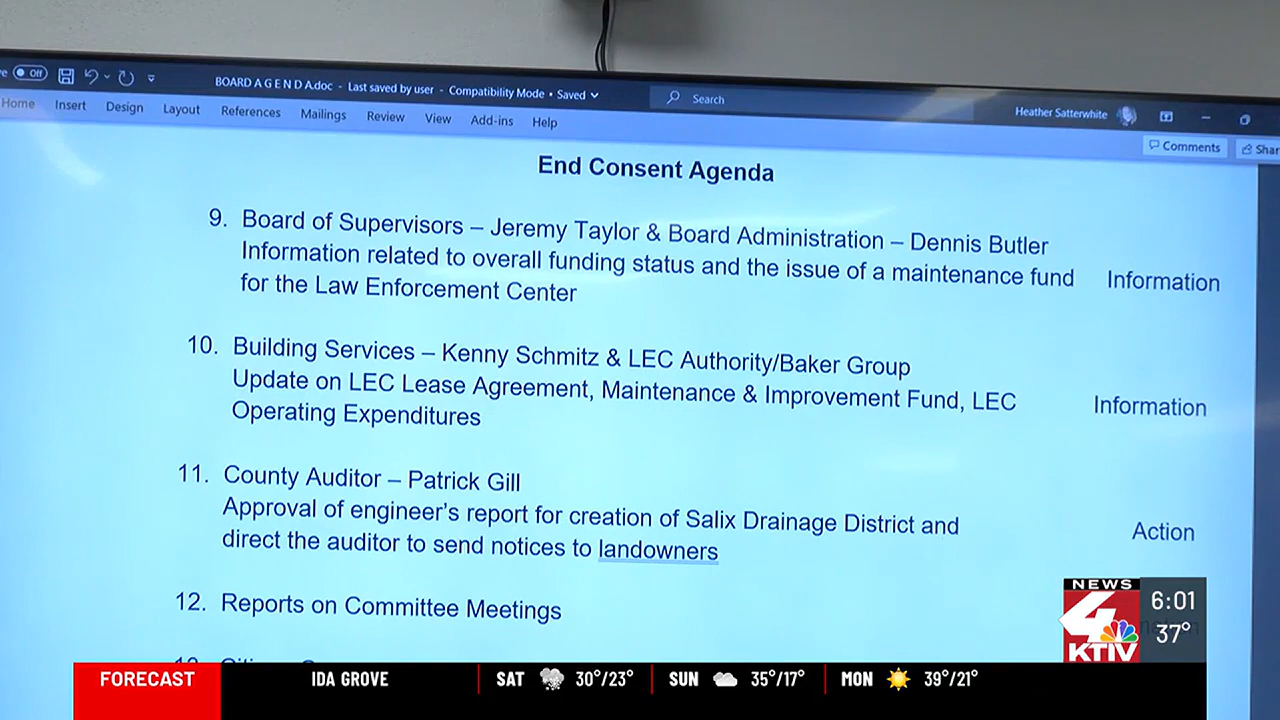 Off
BOARD A G E N D A.doc - Last saved by user - Compatibility Mode • Saved
Search
Heather Satterwhite
Home Insert Design Layout References Mailings Review View Add-ins Help
Comments
End Consent Agenda
9. Board of Supervisors – Jeremy Taylor & Board Administration – Dennis Butler
Information related to overall funding status and the issue of a maintenance fund
for the Law Enforcement Center
Information
10. Building Services – Kenny Schmitz & LEC Authority/Baker Group
Update on LEC Lease Agreement, Maintenance & Improvement Fund, LEC
Operating Expenditures
Information
11. County Auditor – Patrick Gill
Approval of engineer's report for creation of Salix Drainage District and
direct the auditor to send notices to landowners
Action
12. Reports on Committee Meetings
NEWS
4
KTIV
6:01
37°
FORECAST
IDA GROVE
SAT 30°/23°
SUN 35°/17°
MON 39°/21°